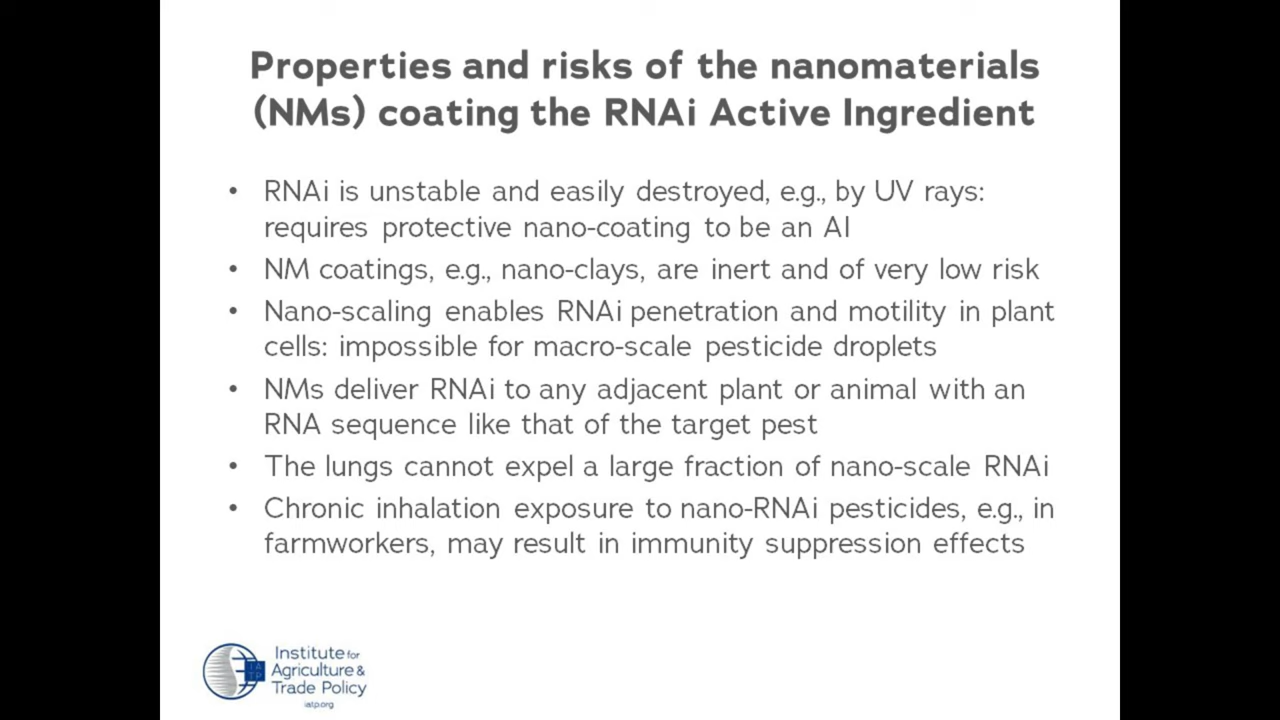 Properties and risks of the nanomaterials
(NMs) coating the RNAi Active Ingredient
• RNAi is unstable and easily destroyed, e.g., by UV rays:
requires protective nano-coating to be an AI
• NM coatings, e.g., nano-clays, are inert and of very low risk
• Nano-scaling enables RNAi penetration and motility in plant
cells: impossible for macro-scale pesticide droplets
• NMs deliver RNAi to any adjacent plant or animal with an
RNA sequence like that of the target pest
• The lungs cannot expel a large fraction of nano-scale RNAi
• Chronic inhalation exposure to nano-RNAi pesticides, e.g., in
farmworkers, may result in immunity suppression effects
IA
TP
Institute for
Agriculture &
Trade Policy
iatp.org